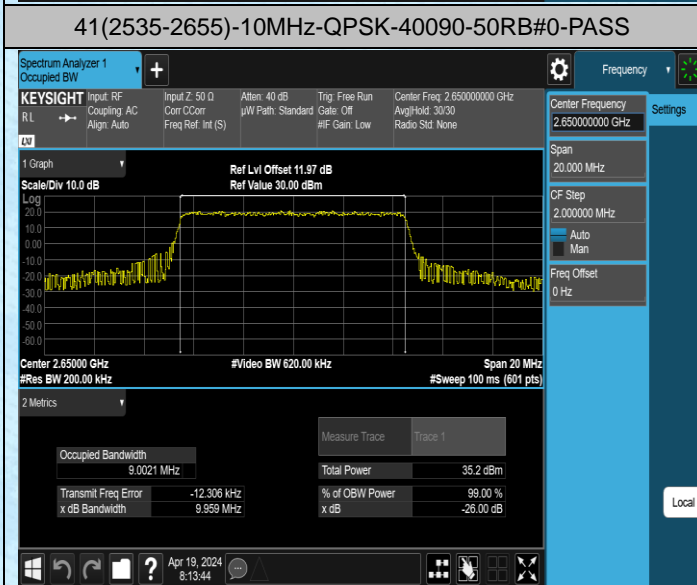 41(2535-2655)-10MHz-QPSK-40090-50RB#0-PASS
Spectrum Analyzer 1
Occupied BW
+
Frequency
KEYSIGHT
RL
LXI
Input: RF
Coupling: AC
Align: Auto
Input Z: 50 Ω
Corr CCorr
Freq Ref: Int (S)
Atten: 40 dB
µW Path: Standard
Trig: Free Run
Gate: Off
#IF Gain: Low
Center Freq: 2.650000000 GHz
Avg|Hold: 30/30
Radio Std: None
Center Frequency
2.650000000 GHz
Settings
Span
20.000 MHz
CF Step
2.000000 MHz
Auto
Man
Freq Offset
0 Hz
1 Graph
Ref Lvl Offset 11.97 dB
Scale/Div 10.0 dB
Ref Value 30.00 dBm
Log
20.0
10.0
0.00
-10.0
-20.0
-30.0
-40.0
-50.0
-60.0
Center 2.65000 GHz
#Video BW 620.00 kHz
Span 20 MHz
#Res BW 200.00 kHz
#Sweep 100 ms (601 pts)
2 Metrics
Measure Trace
Trace 1
Occupied Bandwidth
9.0021 MHz
Total Power
35.2 dBm
Transmit Freq Error
-12.306 kHz
% of OBW Power
99.00 %
x dB Bandwidth
9.959 MHz
x dB
-26.00 dB
Local
?
Apr 19, 2024
8:13:44